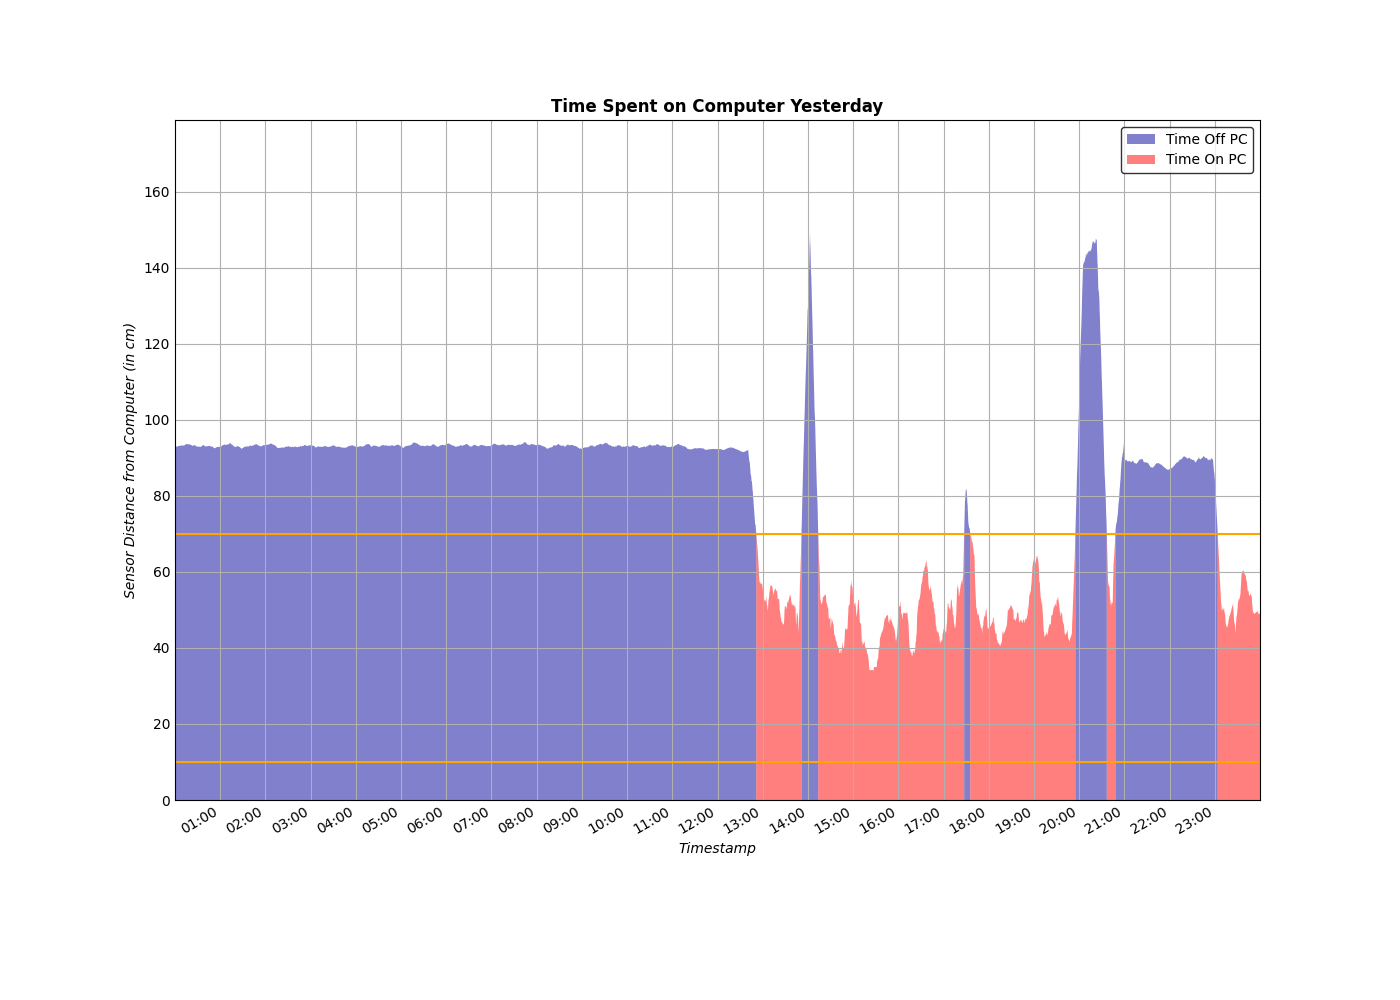 Time Spent on Computer Yesterday
Time Off PC
Time On PC
Sensor Distance from Computer (in cm)
160
140
120
100
80
60
40
20
0
01:00 02:00 03:00 04:00 05:00 06:00 07:00 08:00 09:00 10:00 11:00 12:00 13:00 14:00 15:00 16:00 17:00 18:00 19:00 20:00 21:00 22:00 23:00
Timestamp